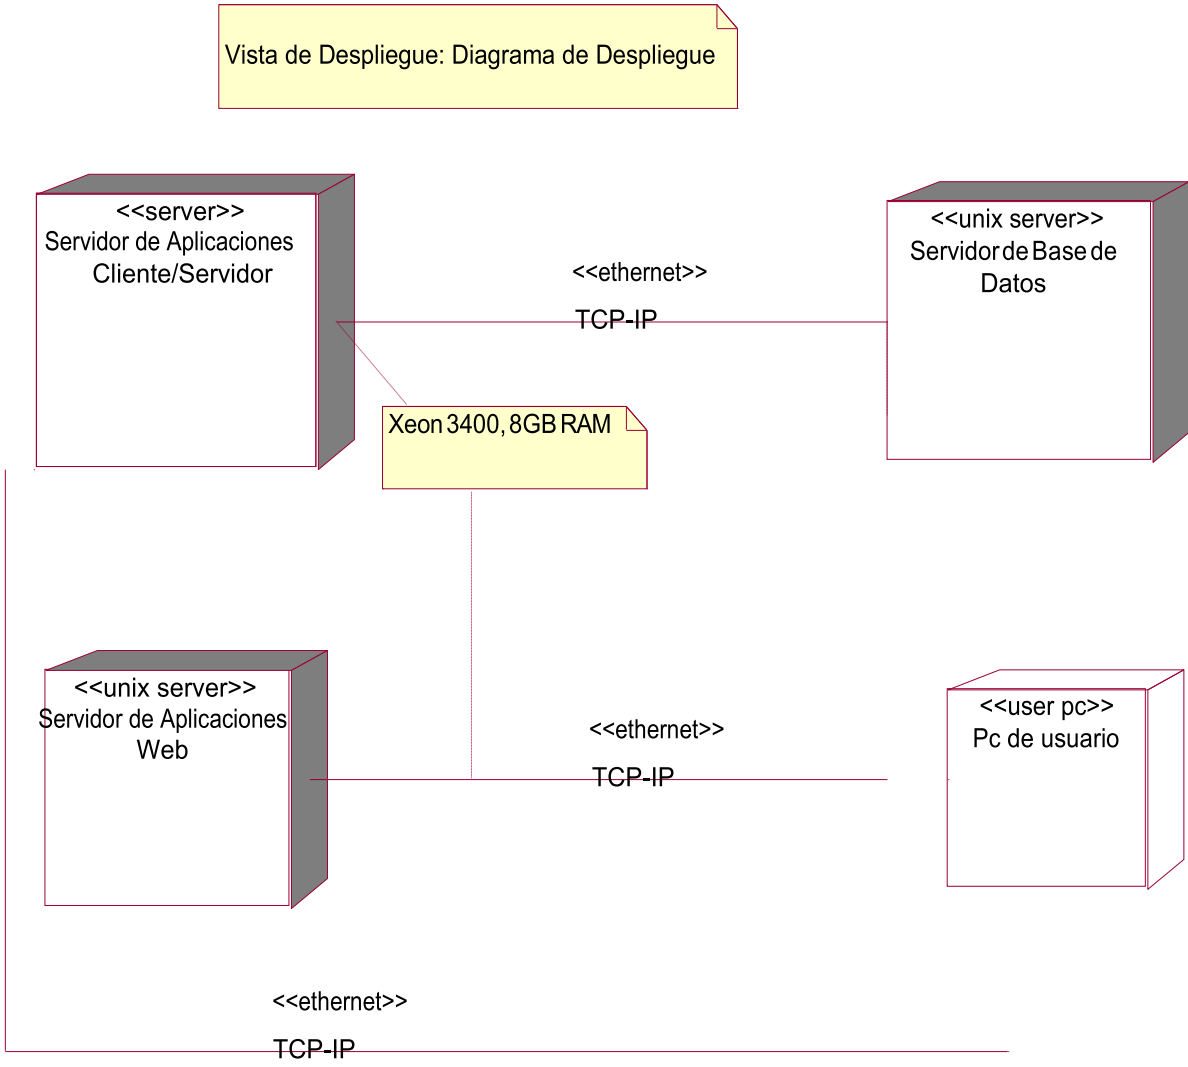 Vista de Despliegue: Diagrama de Despliegue
<<server>>
Servidor de Aplicaciones
Cliente/Servidor
<<unix server>>
Servidor de Base de
Datos
<<ethernet>>
TCP-IP
Xeon 3400, 8GB RAM
<<unix server>>
Servidor de Aplicaciones
Web
<<ethernet>>
TCP-IP
<<user pc>>
Pc de usuario
<<ethernet>>
TCP-IP